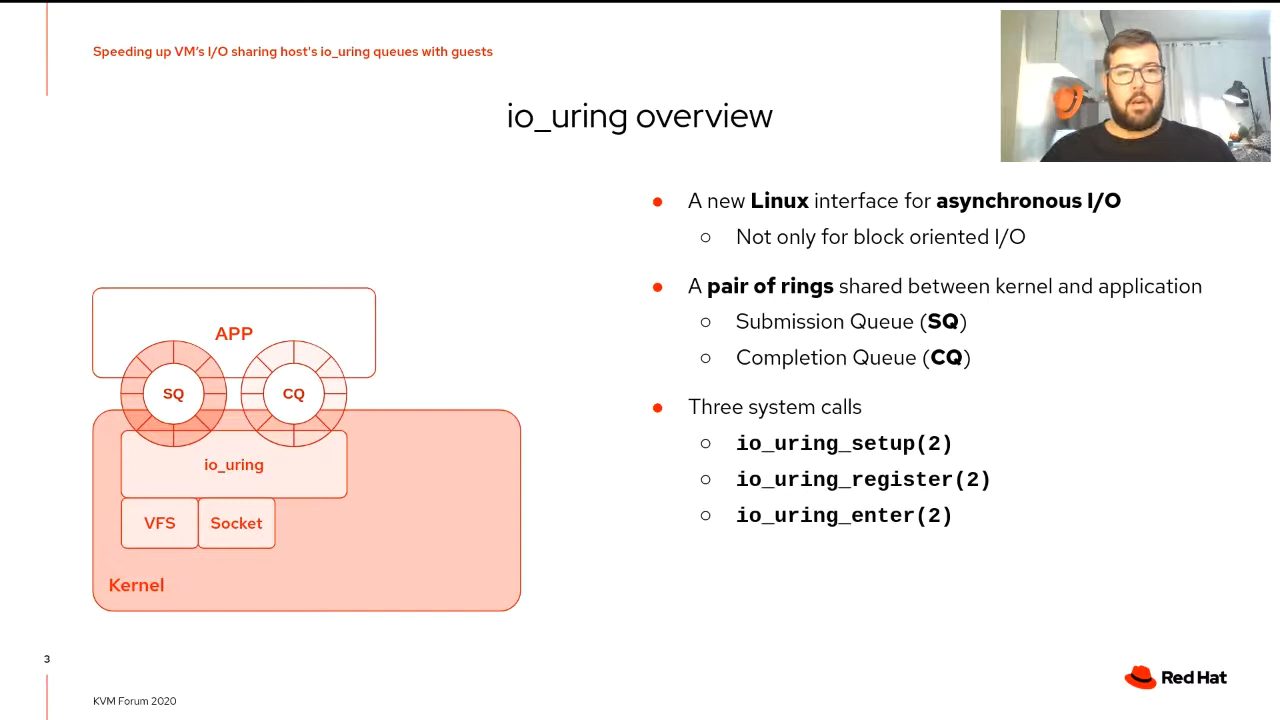 Speeding up VM's I/O sharing host's io_uring queues with guests
io_uring overview
A new Linux interface for asynchronous I/O
Not only for block oriented I/O
A pair of rings shared between kernel and application
Submission Queue (SQ)
Completion Queue (CQ)
Three system calls
io_uring_setup(2)
io_uring_register(2)
io_uring_enter(2)
APP
SQ
CQ
io_uring
VFS
Socket
Kernel
3
KVM Forum 2020
Red Hat